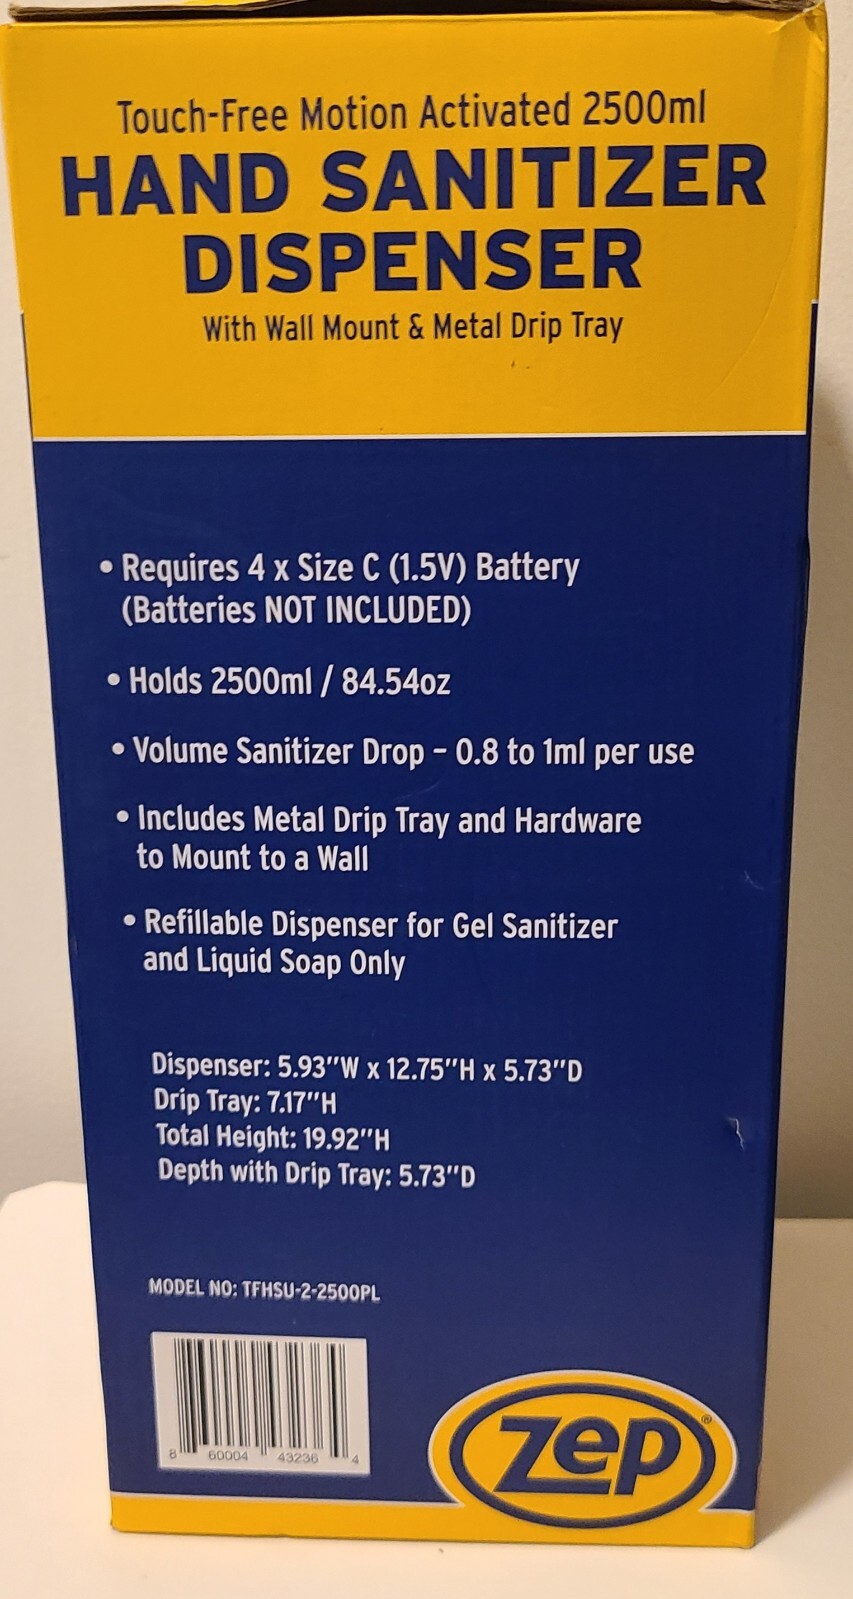 Touch-Free Motion Activated 2500ml
HAND SANITIZER
DISPENSER
With Wall Mount & Metal Drip Tray
• Requires 4 x Size C (1.5V) Battery
(Batteries NOT INCLUDED)
• Holds 2500ml / 84.54oz
• Volume Sanitizer Drop – 0.8 to 1ml per use
• Includes Metal Drip Tray and Hardware
to Mount to a Wall
• Refillable Dispenser for Gel Sanitizer
and Liquid Soap Only
Dispenser: 5.93"W x 12.75"H x 5.73"D
Drip Tray: 7.17"H
Total Height: 19.92"H
Depth with Drip Tray: 5.73"D
MODEL NO: TFHSU-2-2500PL
8 60004 43236 4
zep®